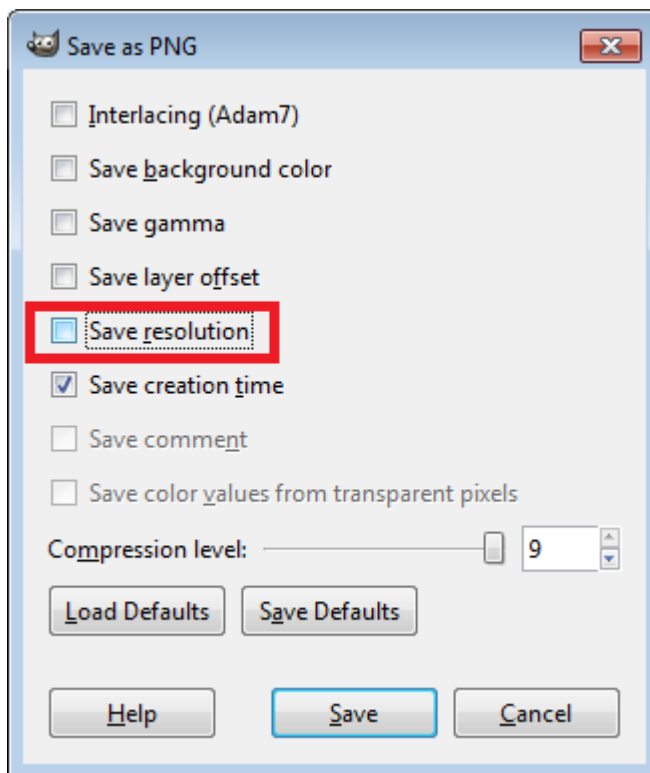 Save as PNG
Interlacing (Adam7)
Save background color
Save gamma
Save layer offset
Save resolution
Save creation time
Save comment
Save color values from transparent pixels
Compression level: 9
Load Defaults Save Defaults
Help Save Cancel